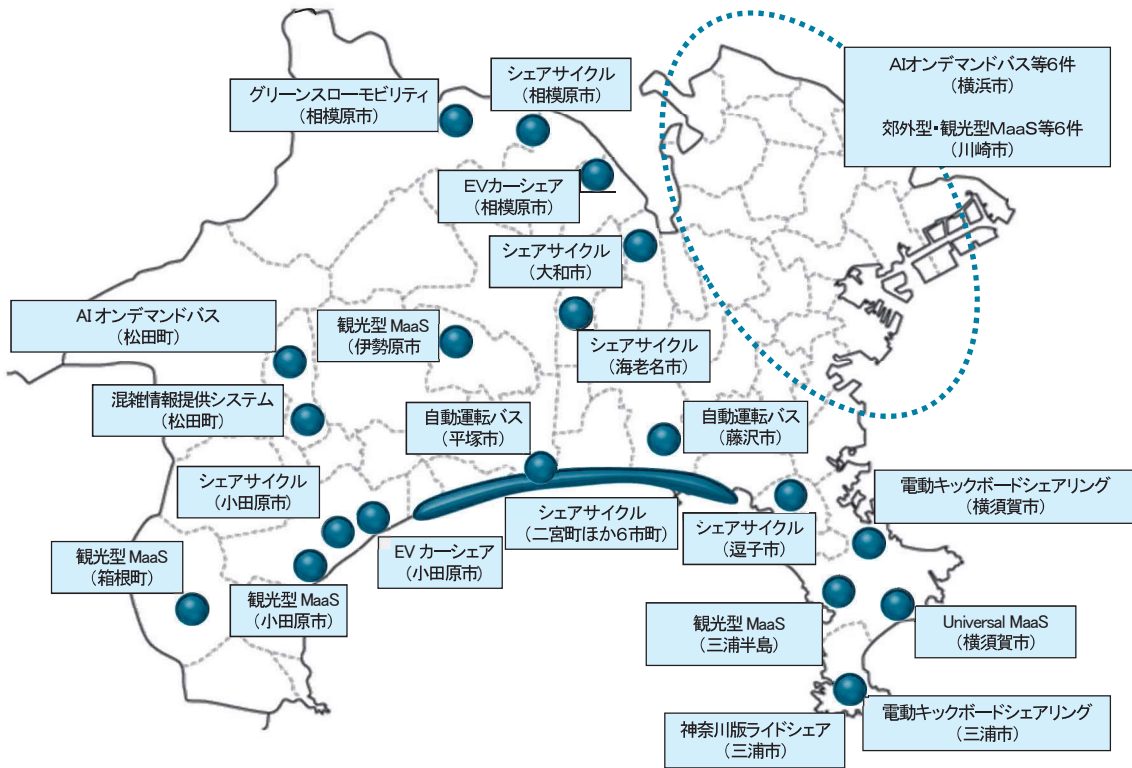 AIオンデマンドバス等6件
(横浜市)
郊外型・観光型MaaS等6件
(川崎市)
シェアサイクル
(相模原市)
グリーンスローモビリティ
(相模原市)
EVカーシェア
(相模原市)
シェアサイクル
(大和市)
AIオンデマンドバス
(松田町)
観光型 MaaS
(伊勢原市
シェアサイクル
(海老名市)
混雑情報提供システム
(松田町)
自動運転バス
(平塚市)
自動運転バス
(藤沢市)
シェアサイクル
(小田原市)
電動キックボードシェアリング
(横須賀市)
シェアサイクル
(二宮町ほか6市町)
シェアサイクル
(逗子市)
EV カーシェア
(小田原市)
観光型 MaaS
(箱根町)
観光型 MaaS
(小田原市)
観光型 MaaS
(三浦半島)
Universal MaaS
(横須賀市)
神奈川版ライドシェア
(三浦市)
電動キックボードシェアリング
(三浦市)